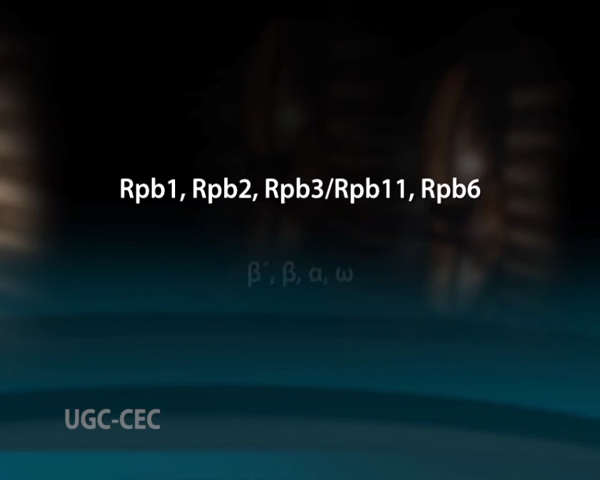 Rpb1, Rpb2, Rpb3/Rpb11, Rpb6
β´, β, α, ω
UGC-CEC